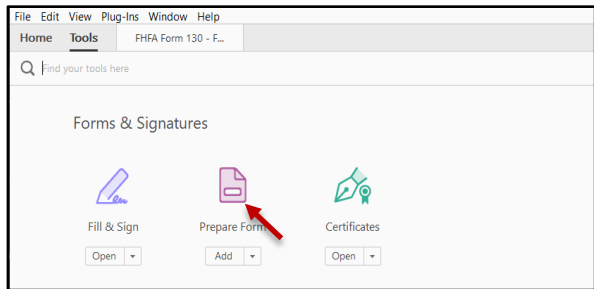 File Edit View Plug-Ins Window Help
Home Tools FHFA Form 130 - F...
Find your tools here
Forms & Signatures
Fill & Sign Prepare Form Certificates
Open Add Open